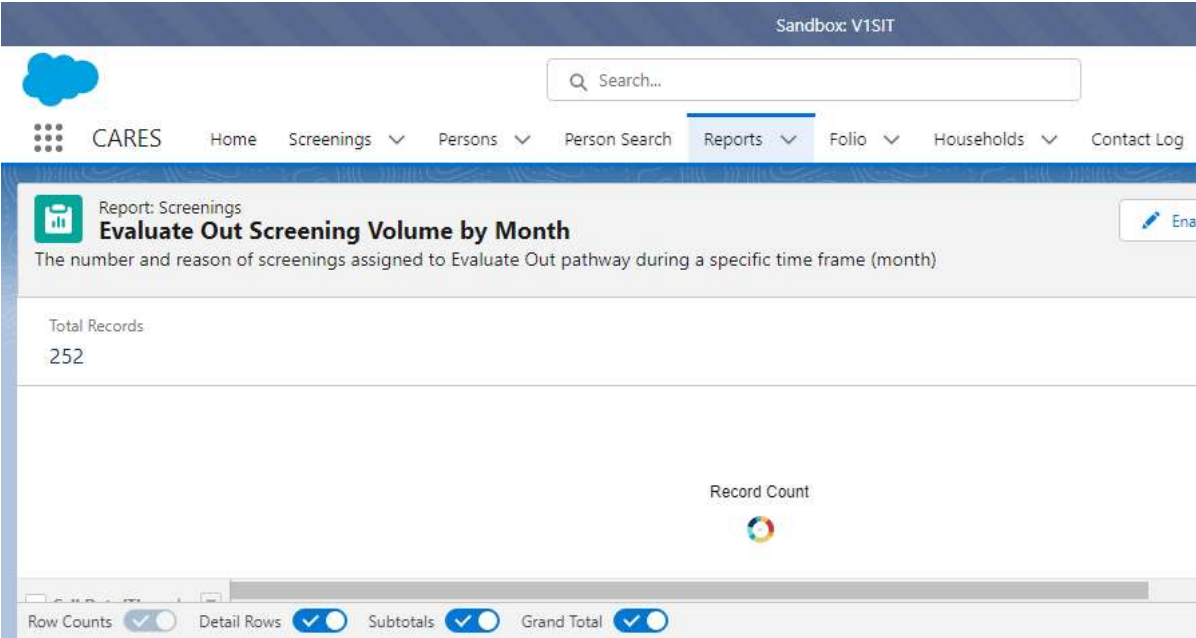 Sandbox: V1SIT
Search...
CARES Home Screenings Persons Person Search Reports Folio Households Contact Log
Report: Screenings
Evaluate Out Screening Volume by Month
Ena
The number and reason of screenings assigned to Evaluate Out pathway during a specific time frame (month)
Total Records
252
Record Count
Row Counts Detail Rows Subtotals Grand Total